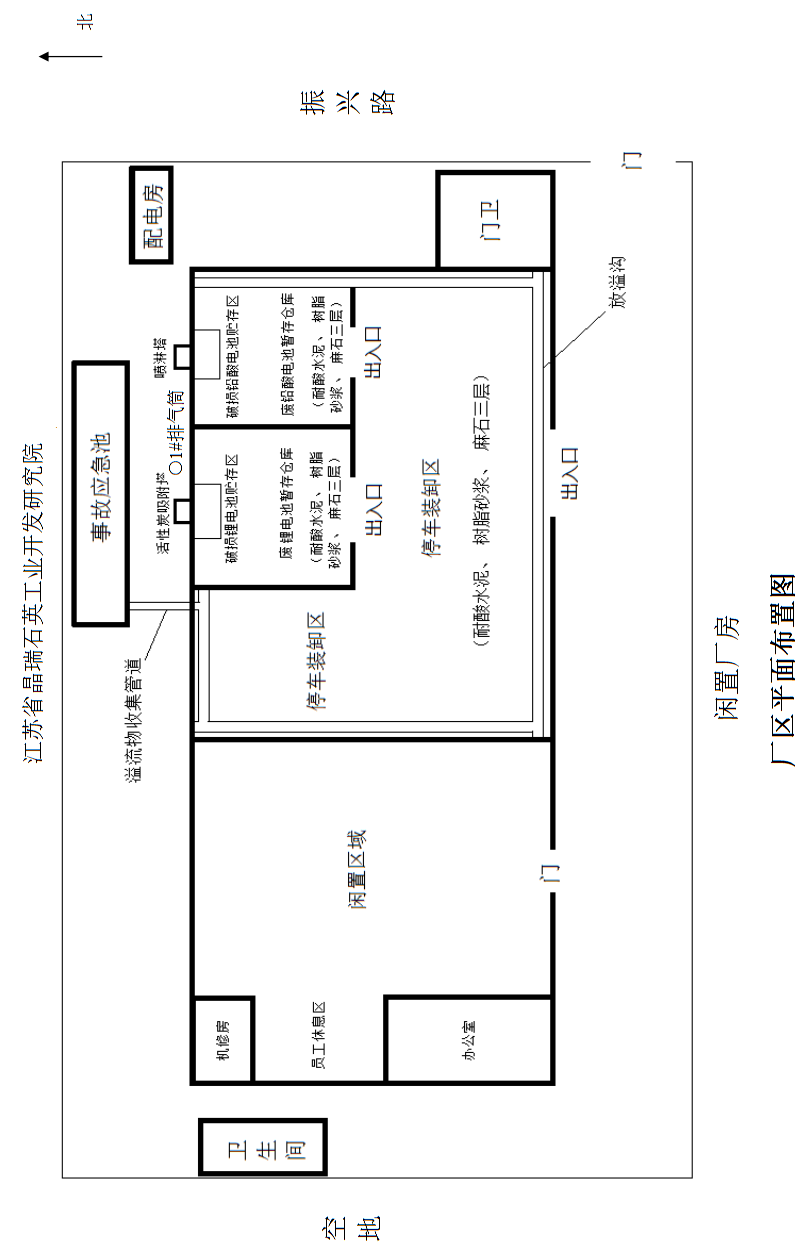 北
振兴路
门
配电房
门卫
放溢沟
江苏省晶瑞石英工业开发研究院
事故应急池
喷淋塔
O1#排气筒
活性炭吸附塔
破损铅酸电池贮存区
废铅酸电池暂存仓库
（耐酸水泥、树脂
砂浆、麻石三层）
出入口
破损锂电池贮存区
废锂电池暂存仓库
（耐酸水泥、树脂
砂浆、麻石三层）
出入口
停车装卸区
（耐酸水泥、树脂砂浆、麻石三层）
出入口
停车装卸区
溢流物收集管道
闲置区域
门
机修房
员工休息区
办公室
卫生间
空地
闲置厂房
厂区平面布置图